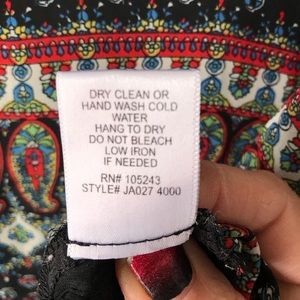 DRY CLEAN OR
HAND WASH COLD
WATER
HANG TO DRY
DO NOT BLEACH
LOW IRON
IF NEEDED
RN# 105243
STYLE# JA027 4000